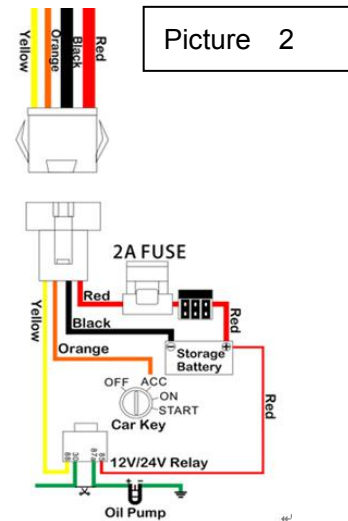 Picture 2
Yellow
Orange
Black
Red
2A FUSE
Red
Black
Orange
Yellow
Red
Storage
Battery
Red
OFF ACC
ON
START
Car Key
12V/24V Relay
30
87a
+ −
Oil Pump